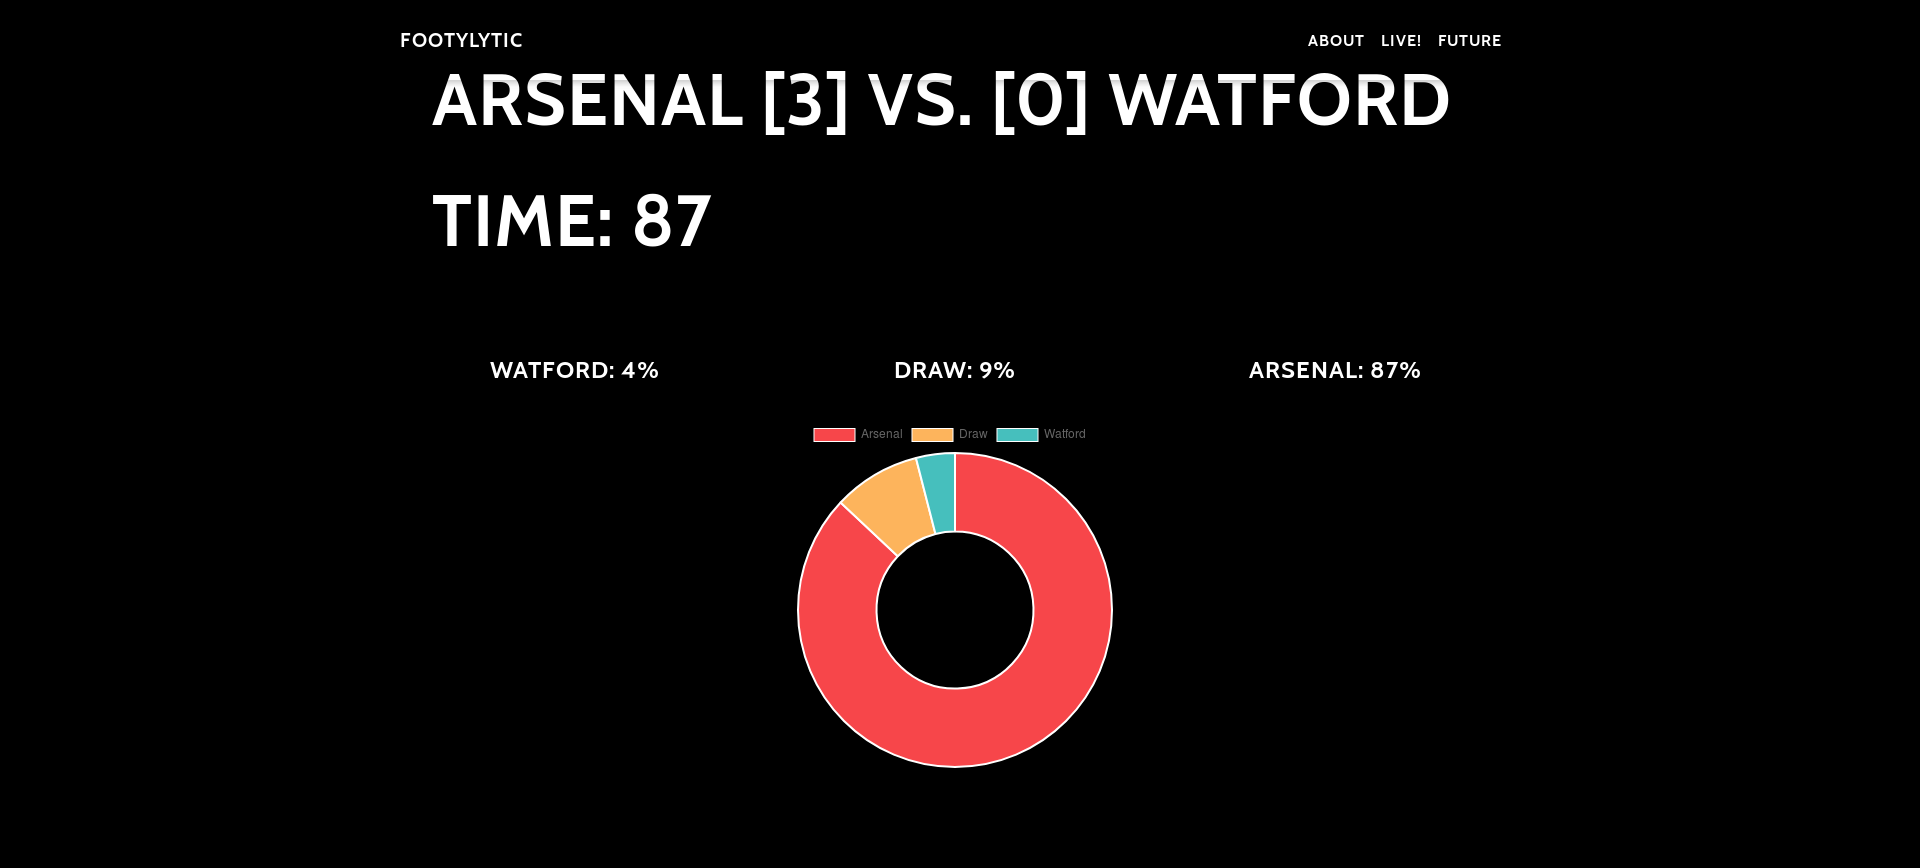 FOOTYLYTIC ABOUT LIVE! FUTURE
ARSENAL [3] VS. [0] WATFORD
TIME: 87
WATFORD: 4% DRAW: 9% ARSENAL: 87%
Arsenal Draw Watford